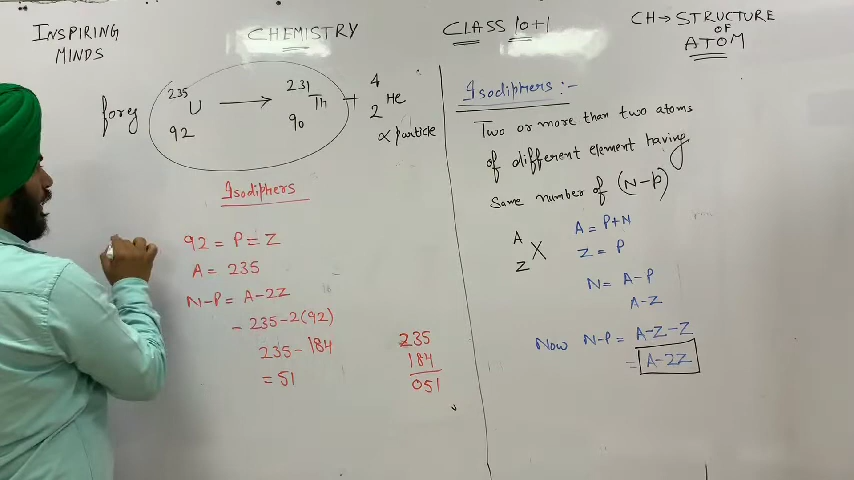 INSPIRING
MINDS
CHEMISTRY
CLASS 10+1
CH→ STRUCTURE
OF
ATOM
for eg
235
92 U → 231
90 Th + 4
2 He
α particle
Isodiphers
92 = P = Z
A = 235
N-P = A-2Z
- 235-2(92)
235-184
= 51
235
184
051
Isodiphers :-
Two or more than two atoms
of different element having
same number of (N-P)
A
Z X
A = P+N
Z = P
N = A-P
A-Z
Now N-P = A-Z-Z
= A-2Z